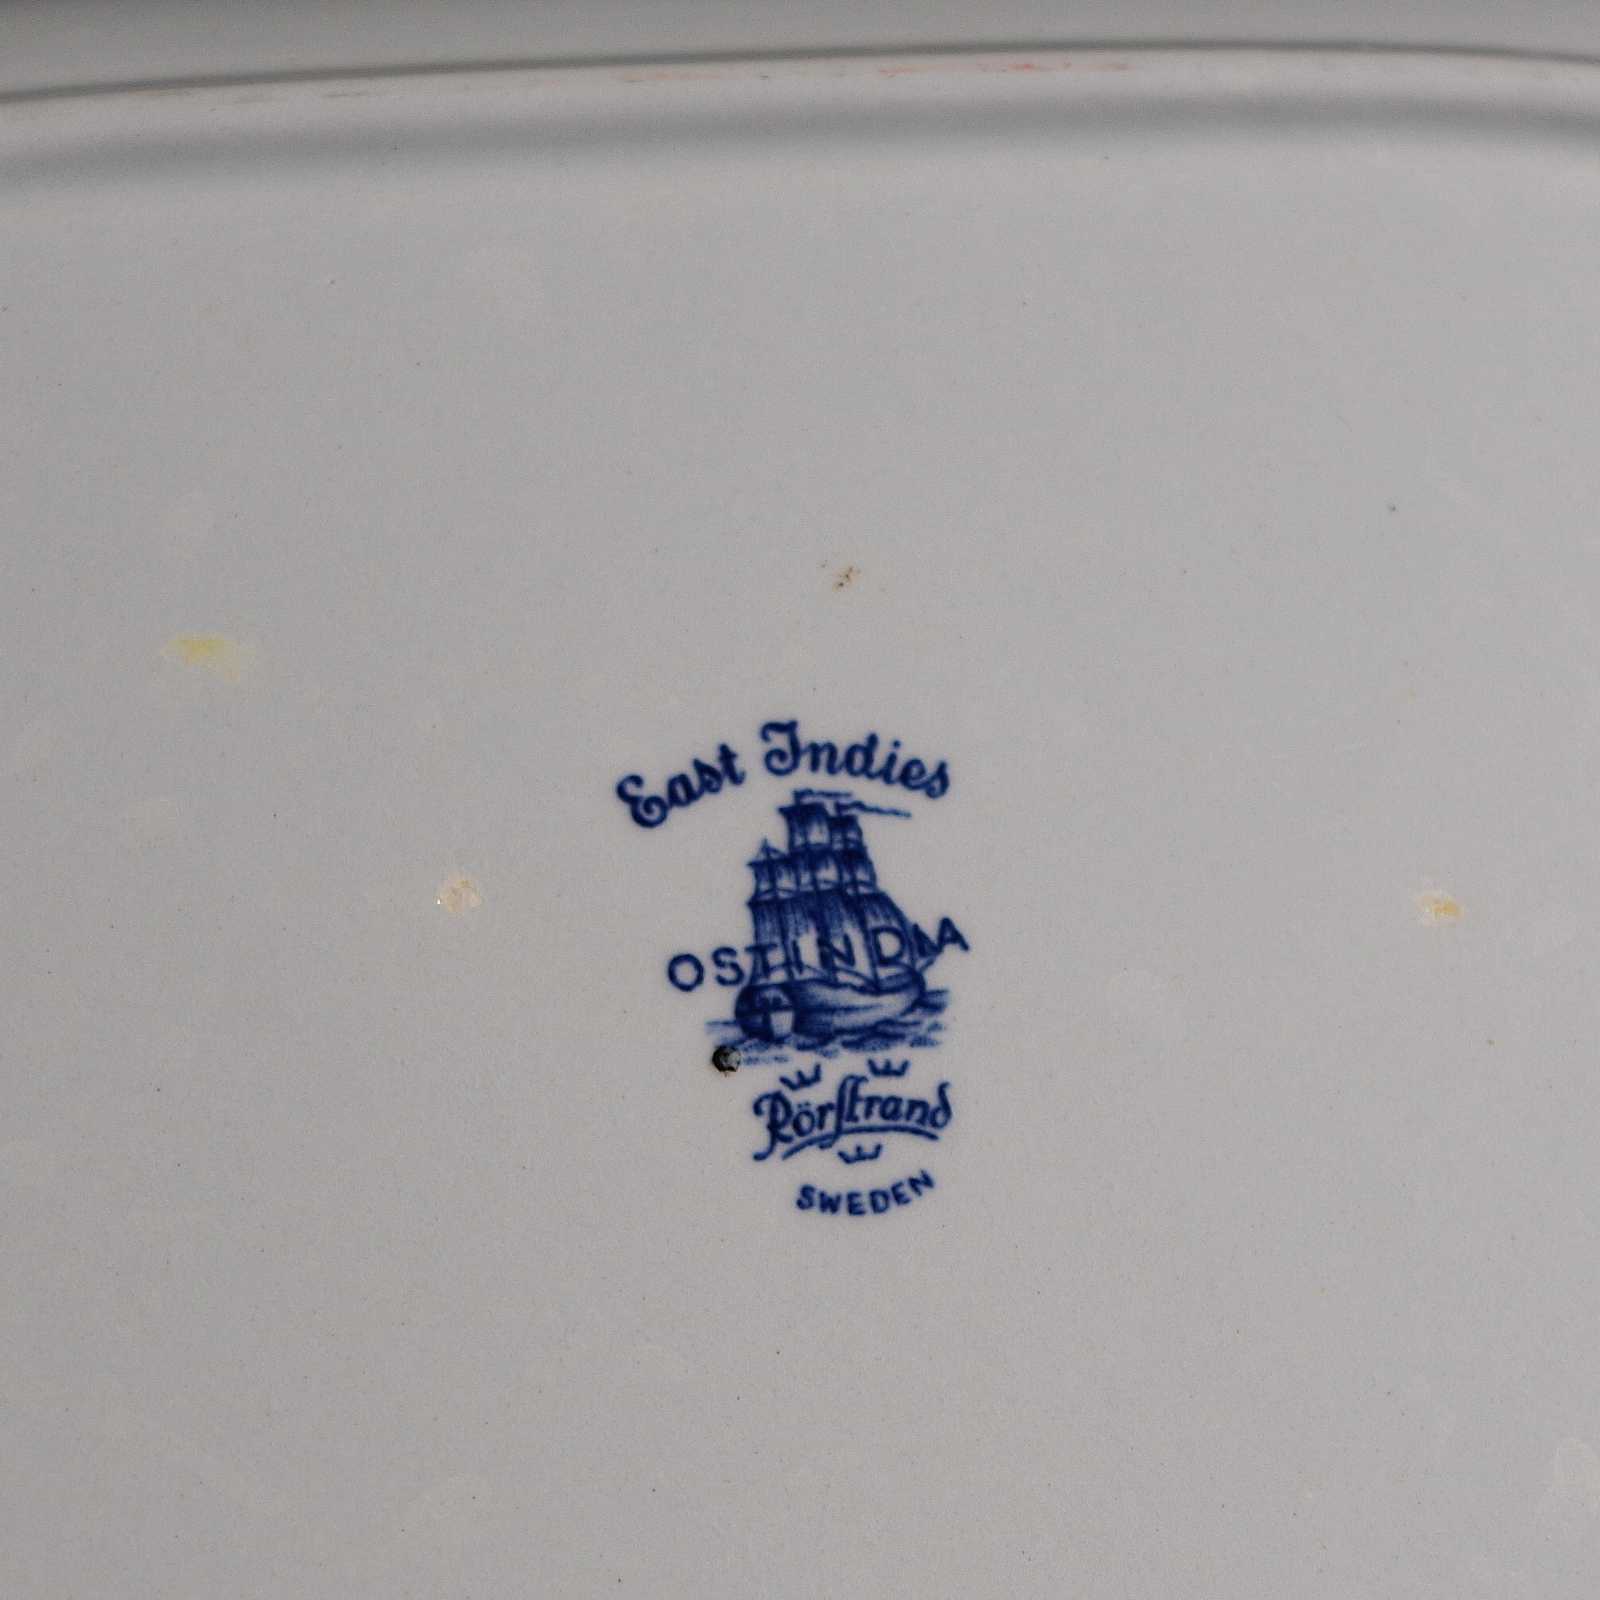 East Indies
OSTINDIA
Rörstrand
SWEDEN